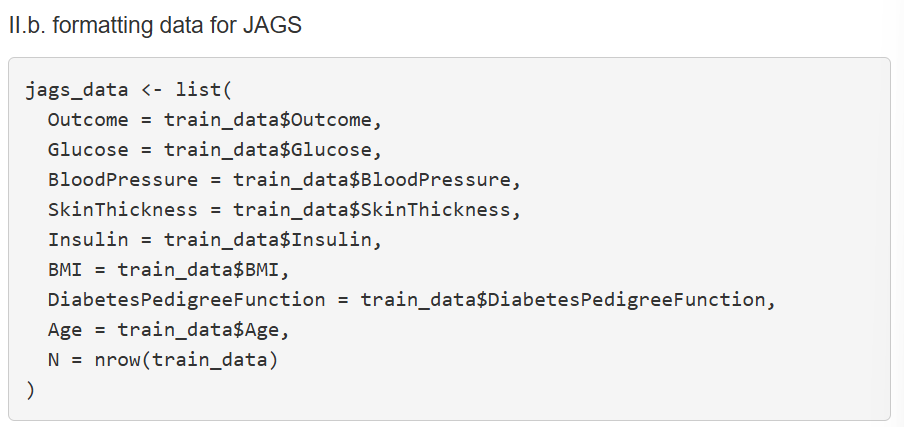 II.b. formatting data for JAGS
jags_data <- list(
  Outcome = train_data$Outcome,
  Glucose = train_data$Glucose,
  BloodPressure = train_data$BloodPressure,
  SkinThickness = train_data$SkinThickness,
  Insulin = train_data$Insulin,
  BMI = train_data$BMI,
  DiabetesPedigreeFunction = train_data$DiabetesPedigreeFunction,
  Age = train_data$Age,
  N = nrow(train_data)
)